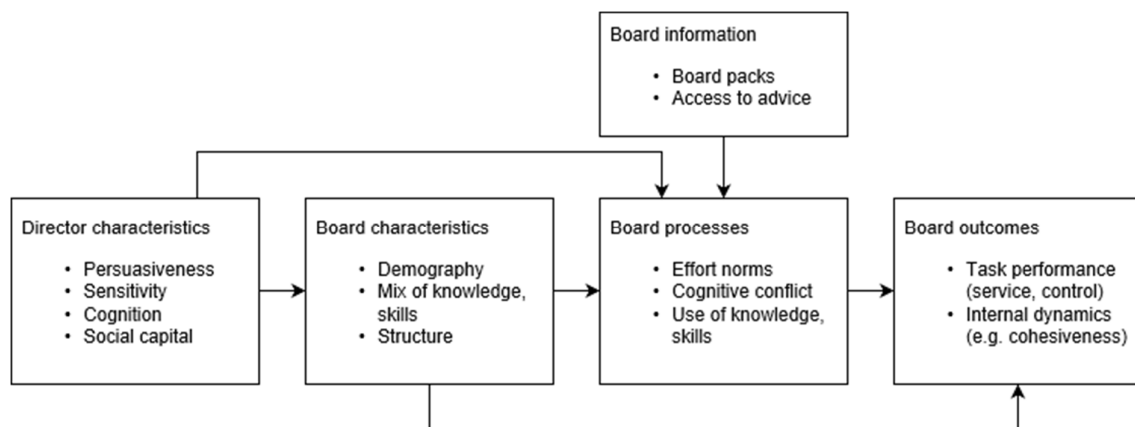 Board information
• Board packs
• Access to advice
Director characteristics
• Persuasiveness
• Sensitivity
• Cognition
• Social capital
Board characteristics
• Demography
• Mix of knowledge,
skills
• Structure
Board processes
• Effort norms
• Cognitive conflict
• Use of knowledge,
skills
Board outcomes
• Task performance
(service, control)
• Internal dynamics
(e.g. cohesiveness)